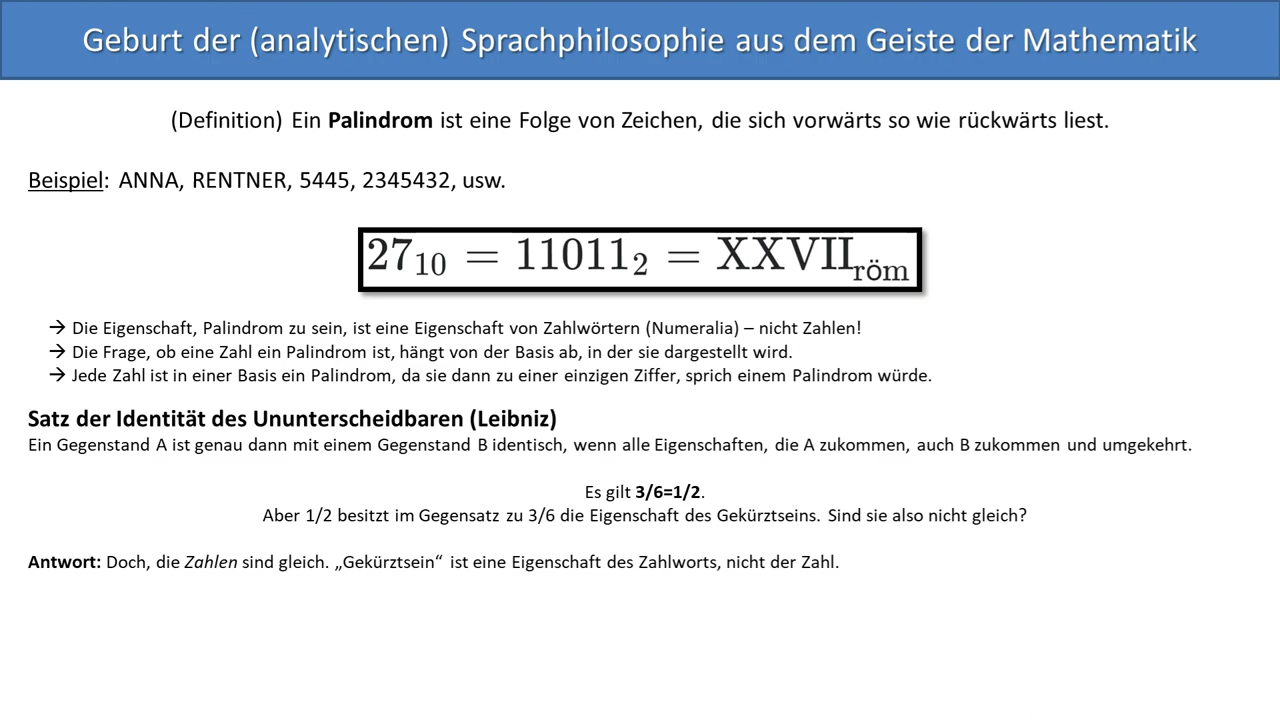 Geburt der (analytischen) Sprachphilosophie aus dem Geiste der Mathematik
(Definition) Ein Palindrom ist eine Folge von Zeichen, die sich vorwärts so wie rückwärts liest.
Beispiel: ANNA, RENTNER, 5445, 2345432, usw.
27₁₀ = 11011₂ = XXVII_röm
→ Die Eigenschaft, Palindrom zu sein, ist eine Eigenschaft von Zahlwörtern (Numeralia) – nicht Zahlen!
→ Die Frage, ob eine Zahl ein Palindrom ist, hängt von der Basis ab, in der sie dargestellt wird.
→ Jede Zahl ist in einer Basis ein Palindrom, da sie dann zu einer einzigen Ziffer, sprich einem Palindrom würde.
Satz der Identität des Ununterscheidbaren (Leibniz)
Ein Gegenstand A ist genau dann mit einem Gegenstand B identisch, wenn alle Eigenschaften, die A zukommen, auch B zukommen und umgekehrt.
Es gilt 3/6=1/2.
Aber 1/2 besitzt im Gegensatz zu 3/6 die Eigenschaft des Gekürztseins. Sind sie also nicht gleich?
Antwort: Doch, die Zahlen sind gleich. „Gekürztsein“ ist eine Eigenschaft des Zahlworts, nicht der Zahl.